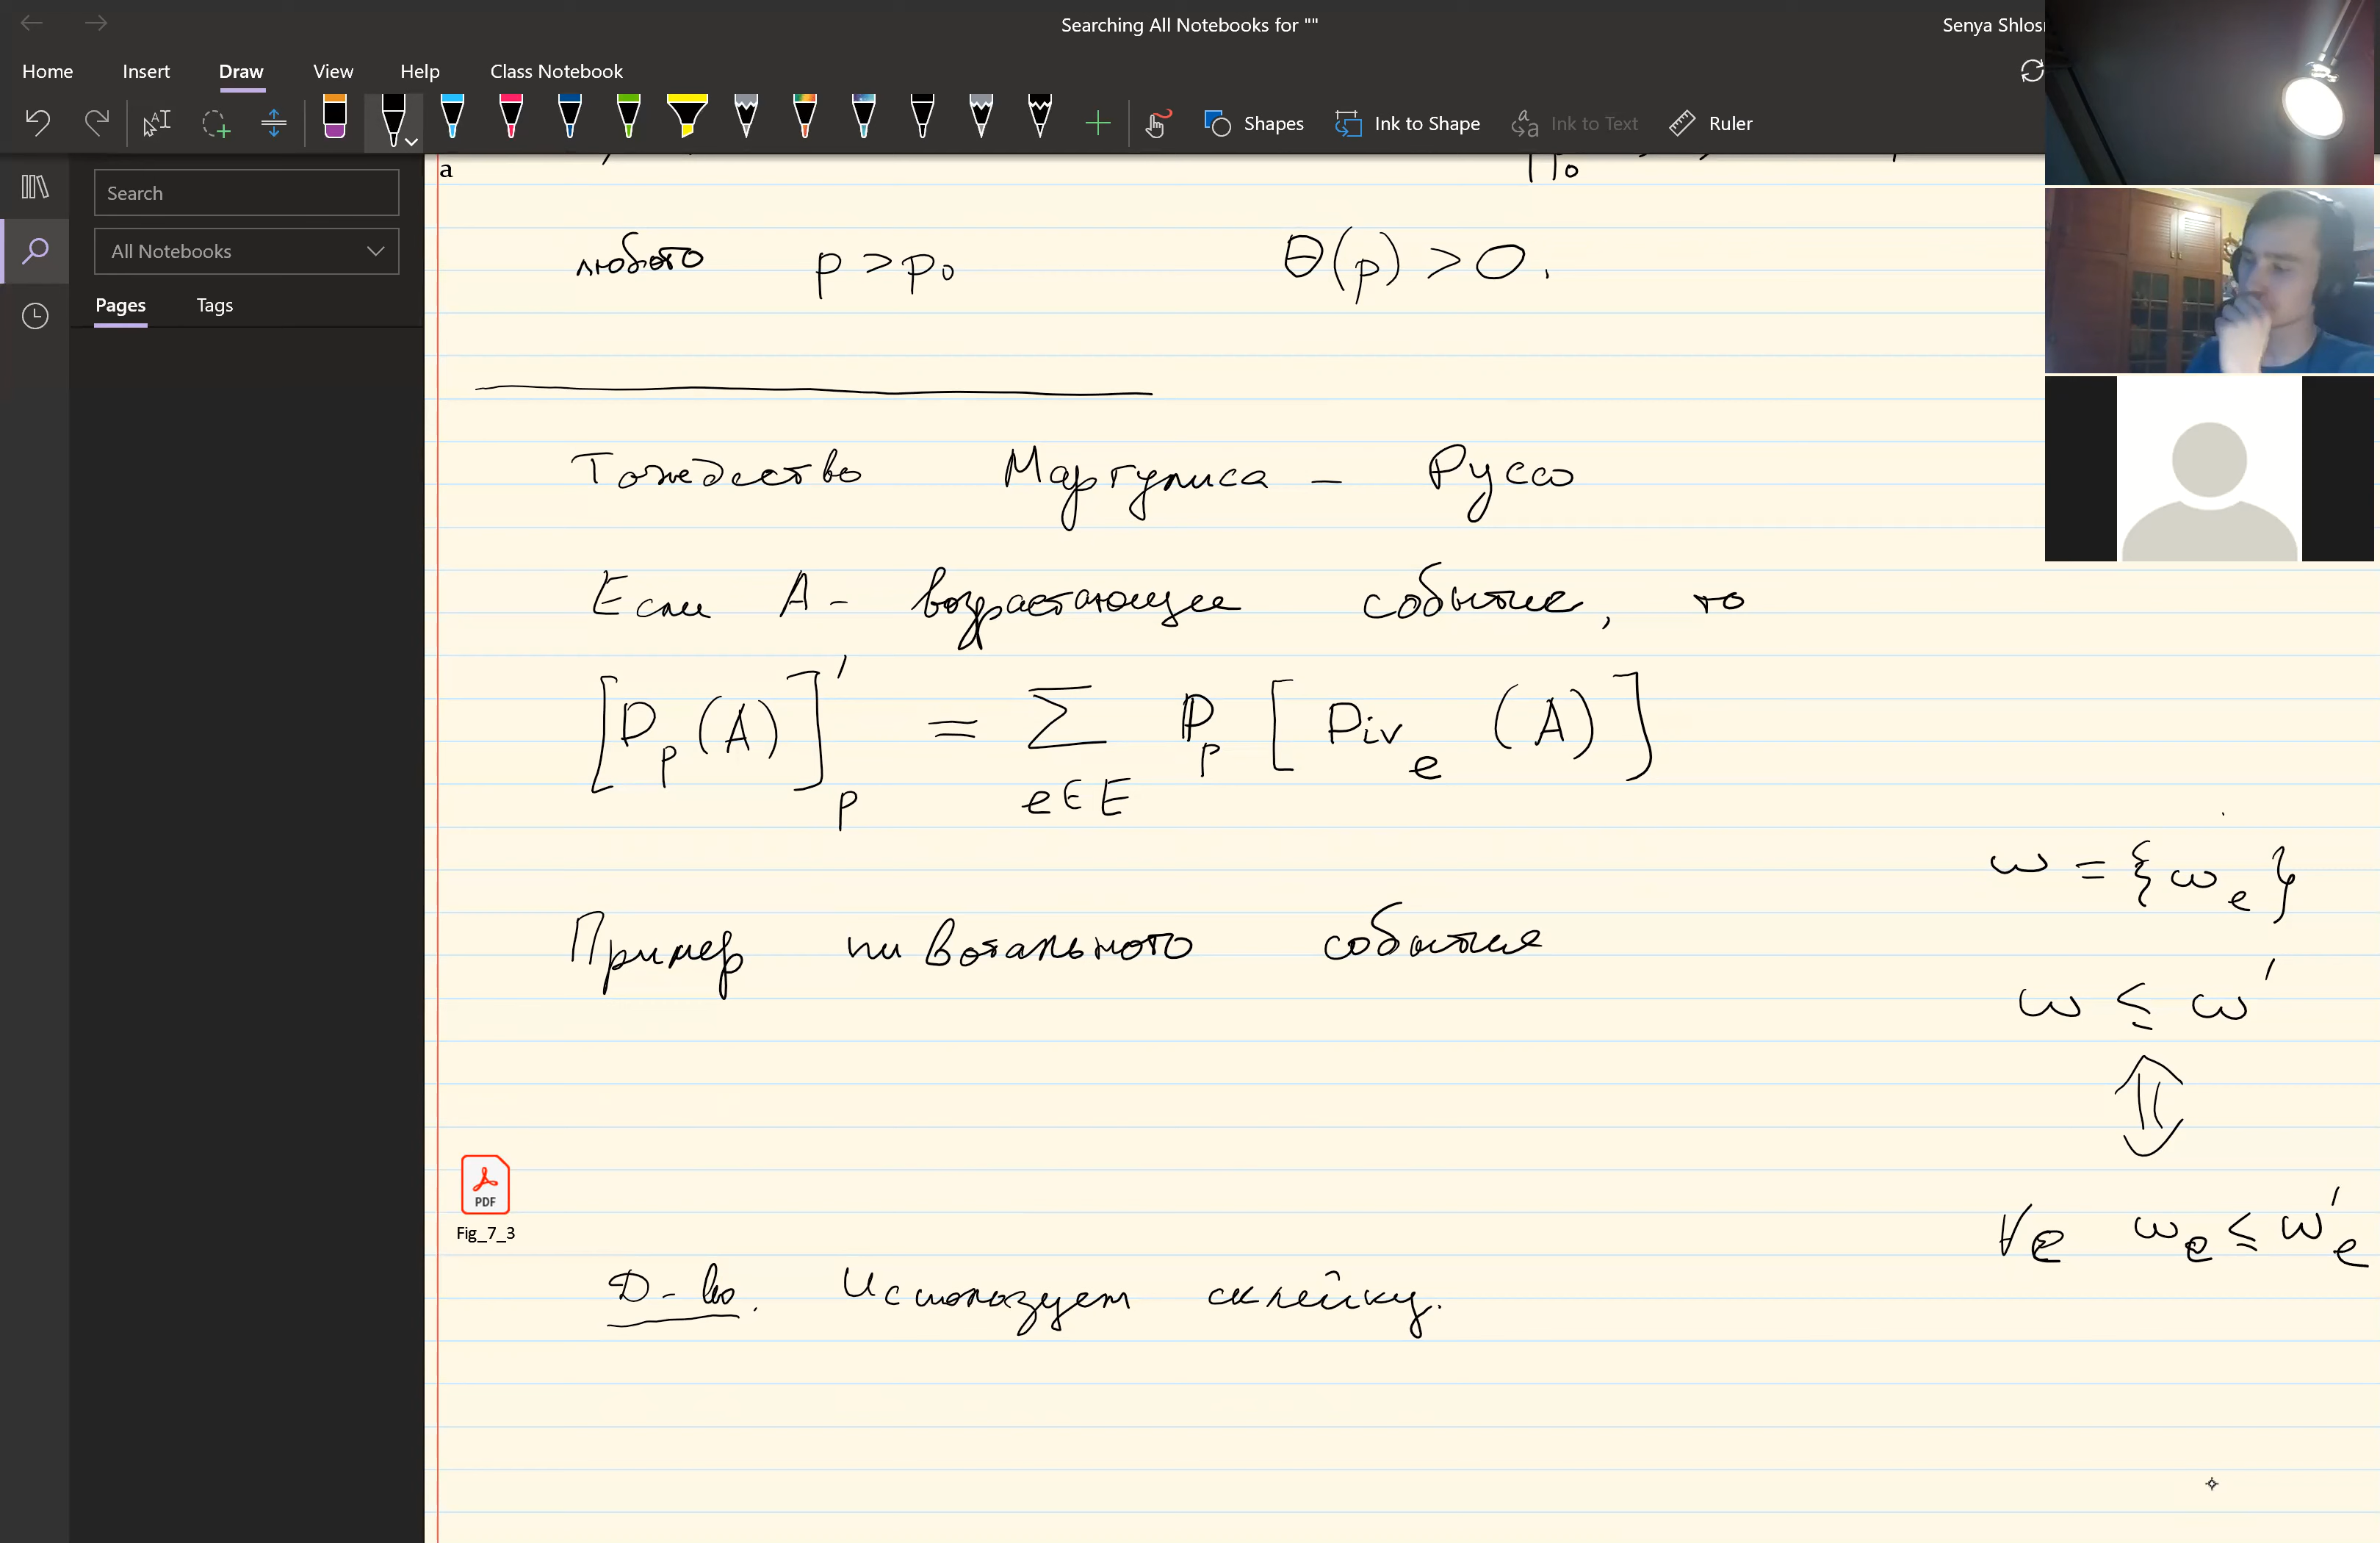 Searching All Notebooks for ""
Senya Shlos
Home Insert Draw View Help Class Notebook
Shapes Ink to Shape Ink to Text Ruler
Search
All Notebooks
Pages Tags
a
любого p > p₀ θ(p) > 0.
Тождество Маргулиса – Руссо
Если A – возрастающее событие, то
[P_p (A)]'_p = Σ_{e∈E} ℙ_p [Piv_e (A)]
ω = {ω_e}
Пример пивотального события
ω ≤ ω'
⇕
PDF
Fig_7_3
∀e ω_e ≤ ω'_e
Д-во. Используем склейку.